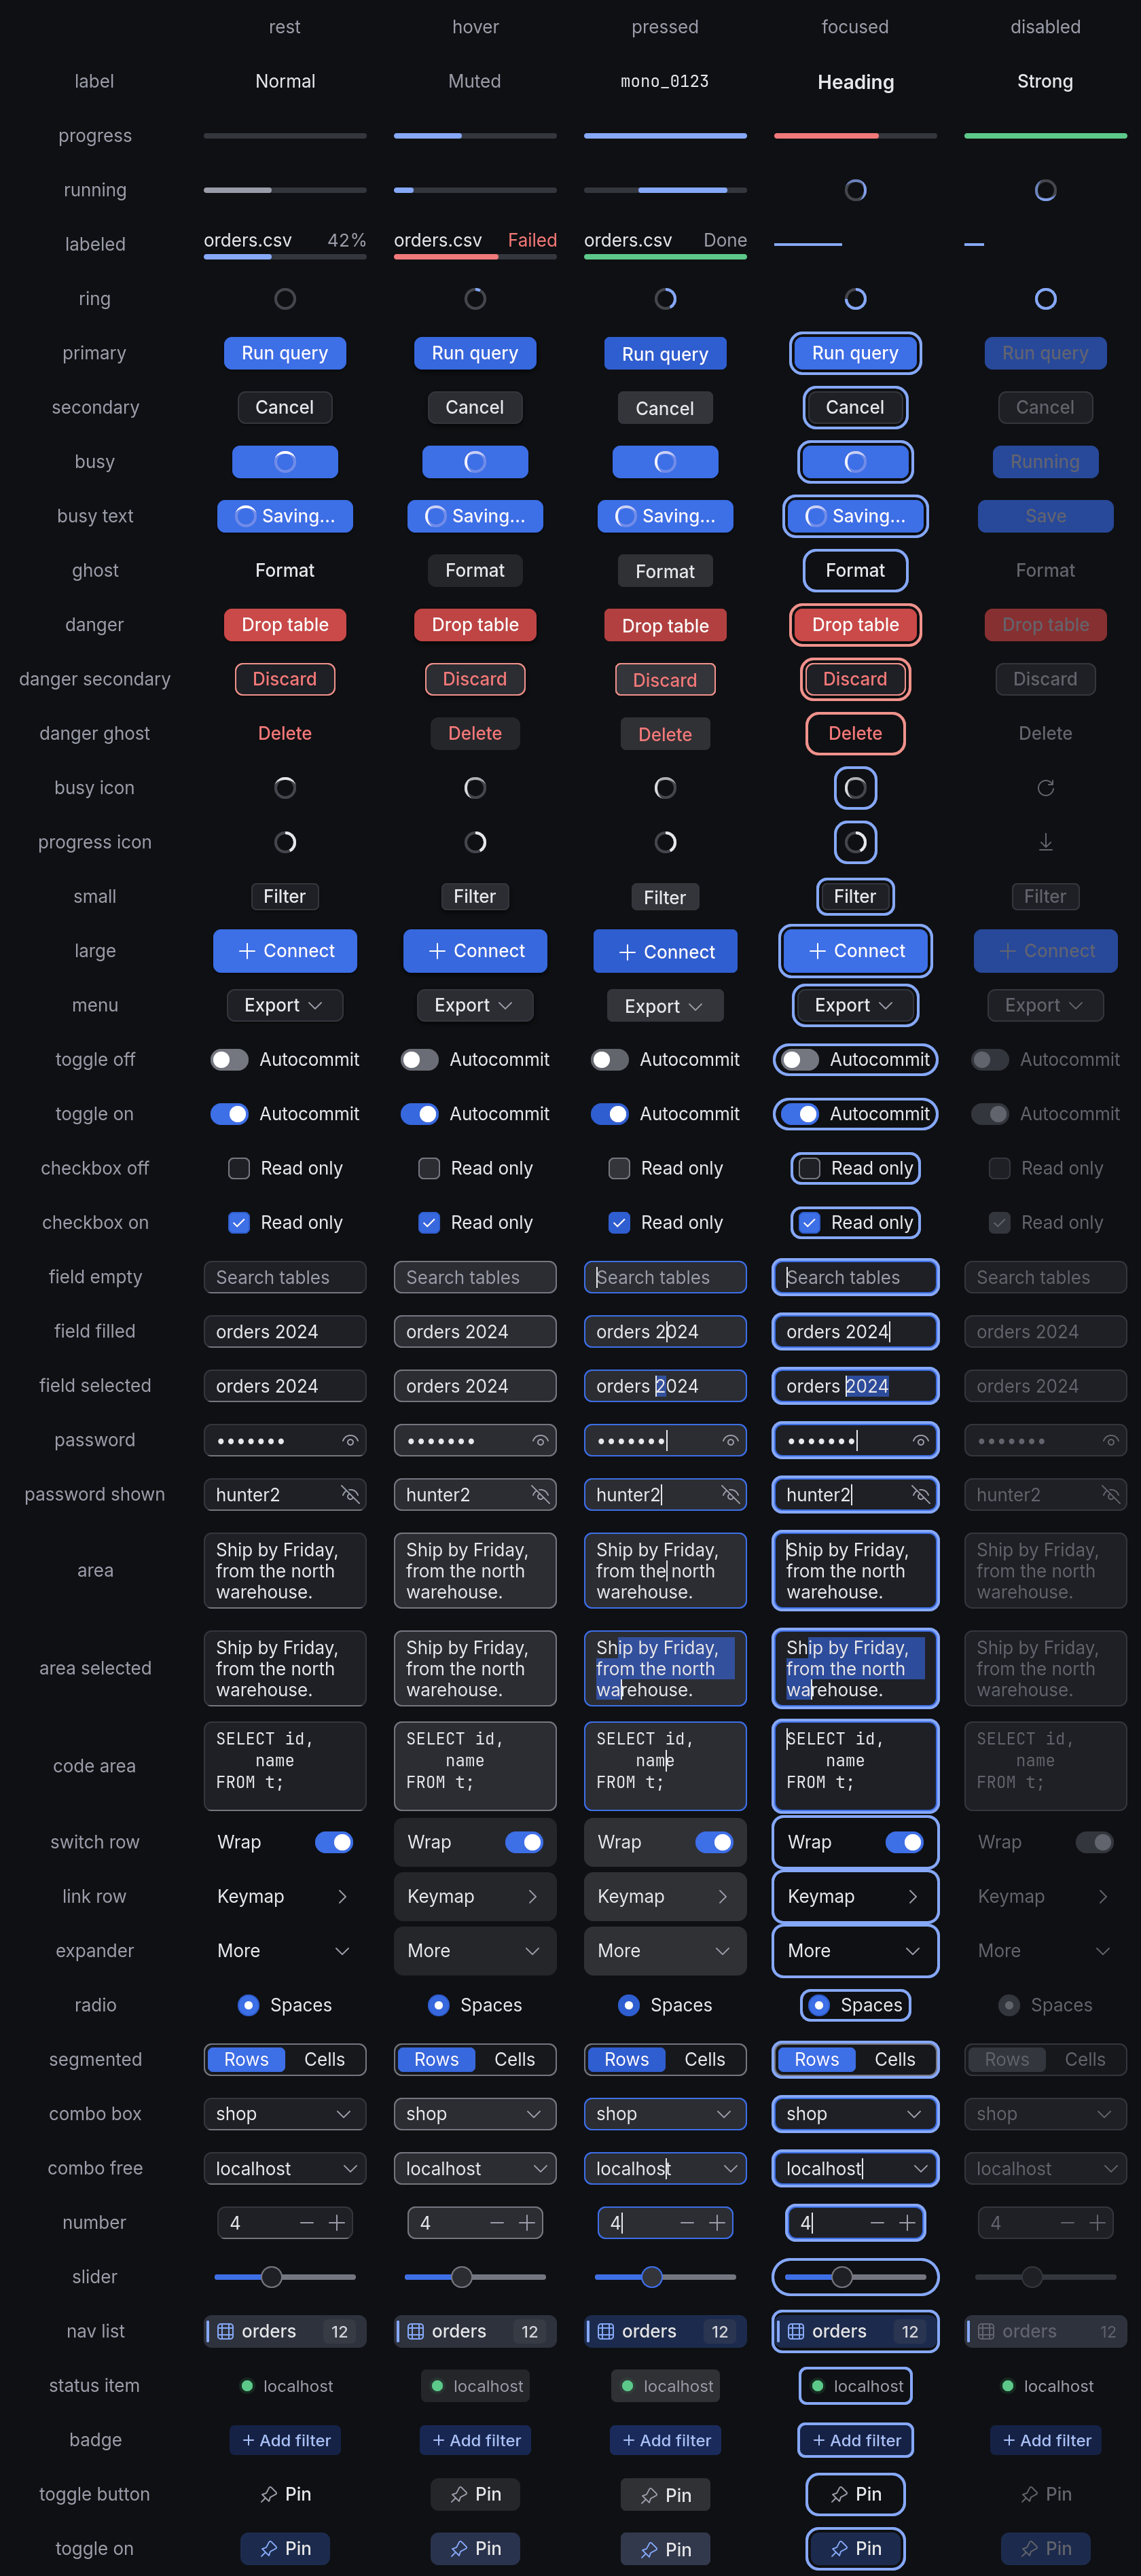 rest hover pressed focused disabled
label Normal Muted mono_0123 Heading Strong
progress
running
labeled orders.csv 42% orders.csv Failed orders.csv Done
ring
primary Run query Run query Run query Run query Run query
secondary Cancel Cancel Cancel Cancel Cancel
busy Running
busy text Saving... Saving... Saving... Saving... Save
ghost Format Format Format Format Format
danger Drop table Drop table Drop table Drop table Drop table
danger secondary Discard Discard Discard Discard Discard
danger ghost Delete Delete Delete Delete Delete
busy icon
progress icon
small Filter Filter Filter Filter Filter
large Connect Connect Connect Connect Connect
menu Export Export Export Export Export
toggle off Autocommit Autocommit Autocommit Autocommit Autocommit
toggle on Autocommit Autocommit Autocommit Autocommit Autocommit
checkbox off Read only Read only Read only Read only Read only
checkbox on Read only Read only Read only Read only Read only
field empty Search tables Search tables Search tables Search tables Search tables
field filled orders 2024 orders 2024 orders 2024 orders 2024 orders 2024
field selected orders 2024 orders 2024 orders 2024 orders 2024 orders 2024
password ••••••• ••••••• ••••••• ••••••• •••••••
password shown hunter2 hunter2 hunter2 hunter2 hunter2
Ship by Friday, Ship by Friday, Ship by Friday, Ship by Friday, Ship by Friday,
area from the north from the north from the north from the north from the north
warehouse. warehouse. warehouse. warehouse. warehouse.
Ship by Friday, Ship by Friday, Ship by Friday, Ship by Friday, Ship by Friday,
area selected from the north from the north from the north from the north from the north
warehouse. warehouse. warehouse. warehouse. warehouse.
SELECT id, SELECT id, SELECT id, SELECT id, SELECT id,
code area name name name name name
FROM t; FROM t; FROM t; FROM t; FROM t;
switch row Wrap Wrap Wrap Wrap Wrap
link row Keymap Keymap Keymap Keymap Keymap
expander More More More More More
radio Spaces Spaces Spaces Spaces Spaces
segmented Rows Cells Rows Cells Rows Cells Rows Cells Rows Cells
combo box shop shop shop shop shop
combo free localhost localhost localhost localhost localhost
number 4 4 4 4 4
slider
nav list orders 12 orders 12 orders 12 orders 12 orders 12
status item localhost localhost localhost localhost localhost
badge + Add filter + Add filter + Add filter + Add filter + Add filter
toggle button Pin Pin Pin Pin Pin
toggle on Pin Pin Pin Pin Pin